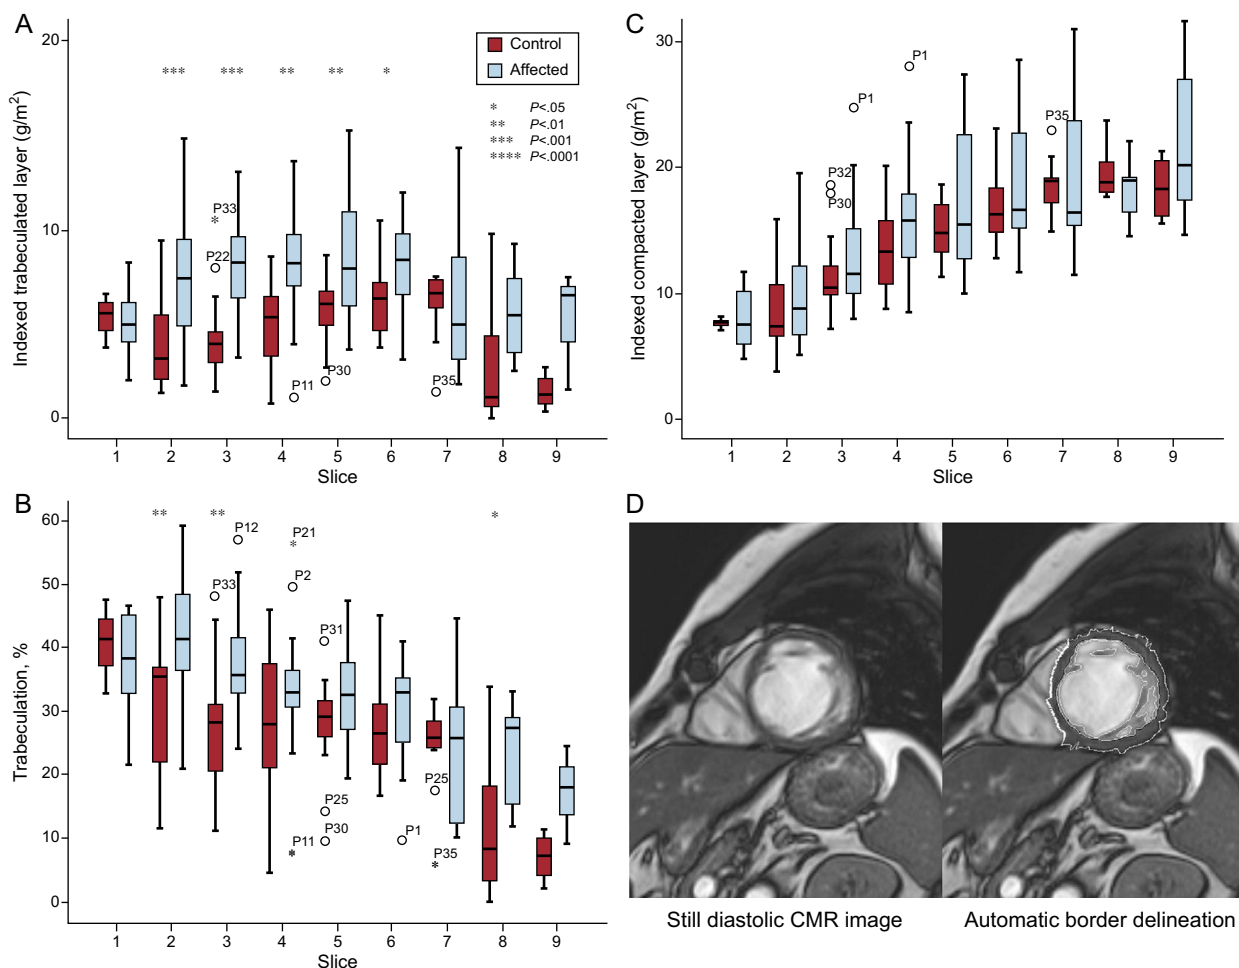 A
Indexed trabeculated layer (g/m²)
20
10
0
*** *** ** ** *
Control
Affected
* P<.05
** P<.01
*** P<.001
**** P<.0001
P33
*
P22
P11
P30
P35
1 2 3 4 5 6 7 8 9
Slice
C
Indexed compacted layer (g/m²)
30
20
10
0
P1
P1
P32
P30
P35
1 2 3 4 5 6 7 8 9
Slice
B
Trabeculation, %
60
50
40
30
20
10
0
** ** *
P12
P21
*
P33
P2
P31
P25
P25
P30
P11
*
P1
P35
*
1 2 3 4 5 6 7 8 9
Slice
D
Still diastolic CMR image
Automatic border delineation